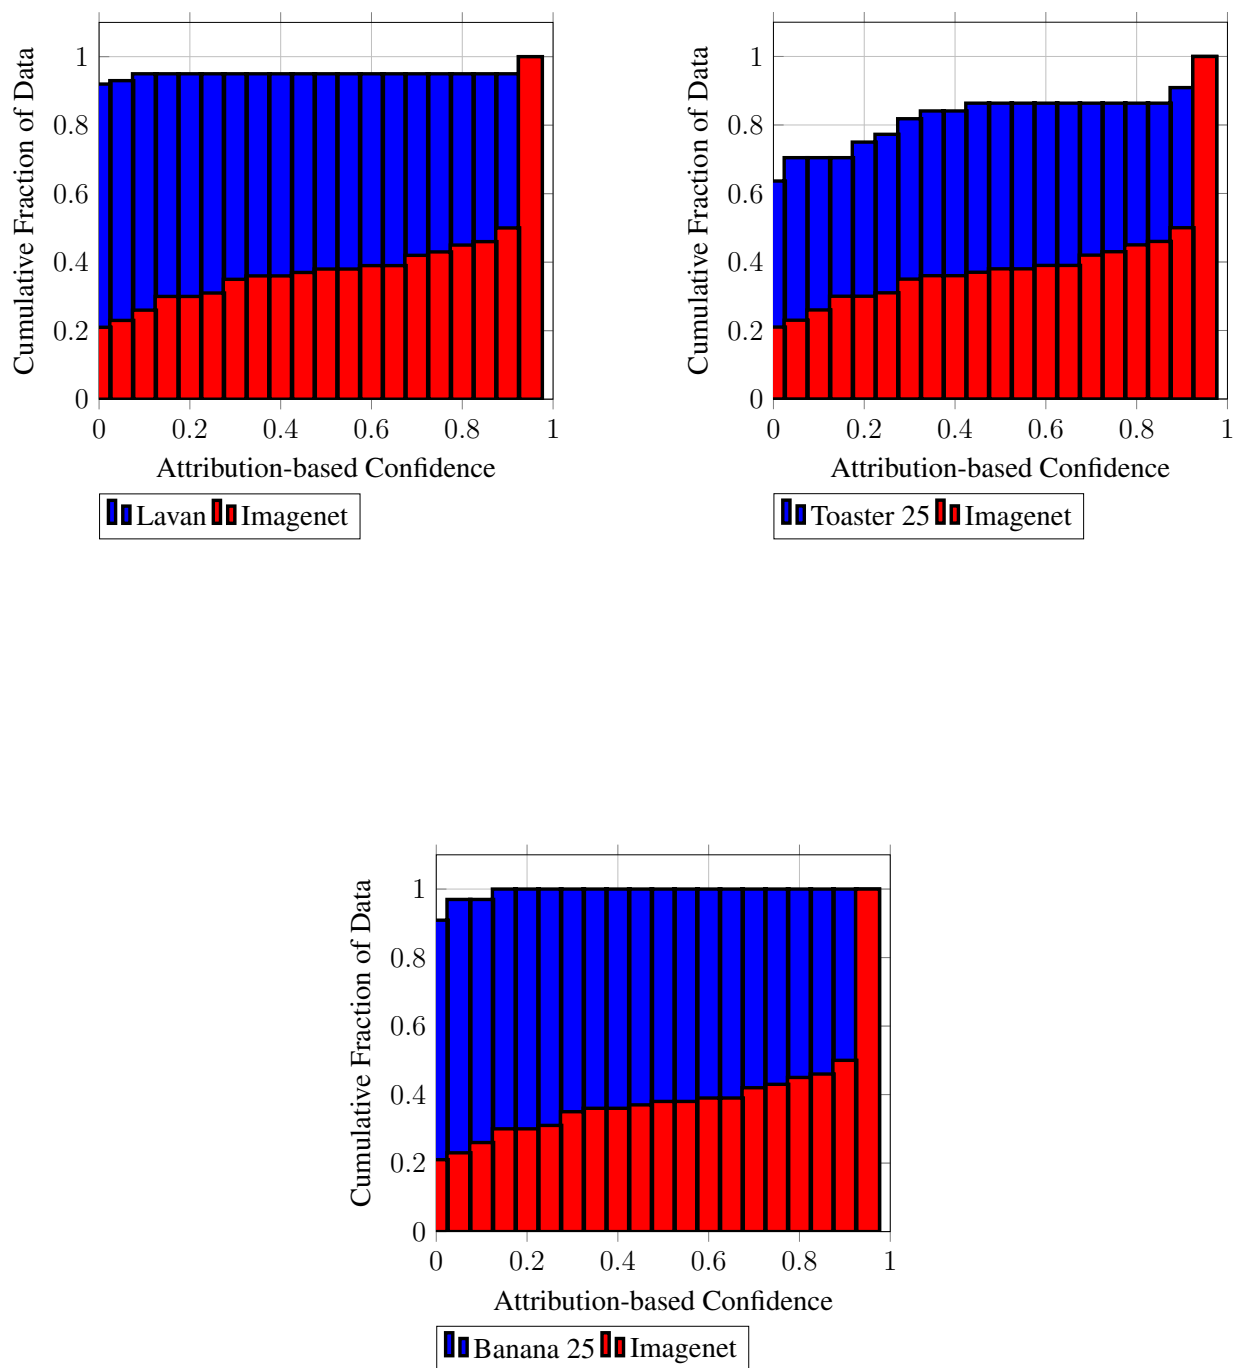 Cumulative Fraction of Data
1
0.8
0.6
0.4
0.2
0
0 0.2 0.4 0.6 0.8 1
Attribution-based Confidence
Lavan Imagenet
Cumulative Fraction of Data
1
0.8
0.6
0.4
0.2
0
0 0.2 0.4 0.6 0.8 1
Attribution-based Confidence
Toaster 25 Imagenet
Cumulative Fraction of Data
1
0.8
0.6
0.4
0.2
0
0 0.2 0.4 0.6 0.8 1
Attribution-based Confidence
Banana 25 Imagenet